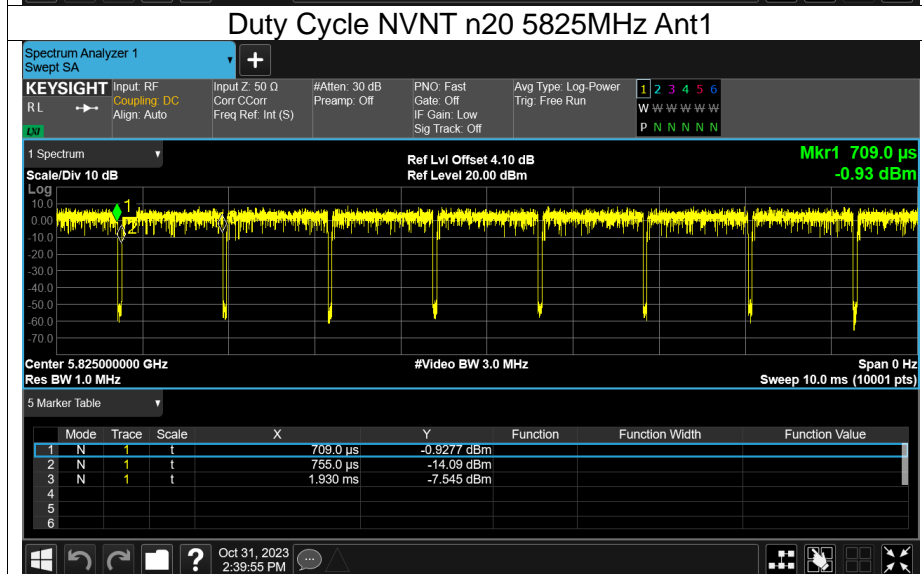 Duty Cycle NVNT n20 5825MHz Ant1
Spectrum Analyzer 1
Swept SA
+
KEYSIGHT Input: RF Input Z: 50 Ω #Atten: 30 dB PNO: Fast Avg Type: Log-Power 1 2 3 4 5 6
R L Coupling: DC Corr CCorr Preamp: Off Gate: Off Trig: Free Run W W W W W W
Align: Auto Freq Ref: Int (S) IF Gain: Low
LXI Sig Track: Off P N N N N N
1 Spectrum Ref Lvl Offset 4.10 dB Mkr1 709.0 µs
Scale/Div 10 dB Ref Level 20.00 dBm -0.93 dBm
Log
10.0 1
0.00 2 3
-10.0
-20.0
-30.0
-40.0
-50.0
-60.0
-70.0
Center 5.825000000 GHz #Video BW 3.0 MHz Span 0 Hz
Res BW 1.0 MHz Sweep 10.0 ms (10001 pts)
5 Marker Table
Mode Trace Scale X Y Function Function Width Function Value
1 N 1 t 709.0 µs -0.9277 dBm
2 N 1 t 755.0 µs -14.09 dBm
3 N 1 t 1.930 ms -7.545 dBm
4
5
6
? Oct 31, 2023
2:39:55 PM